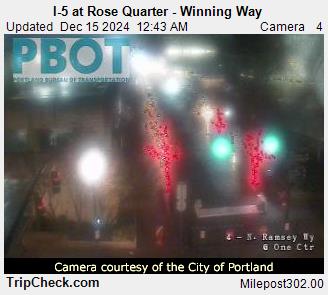 I-5 at Rose Quarter - Winning Way
Updated Dec 15 2024 12:43 AM Camera 4
PBOT
PORTLAND BUREAU OF TRANSPORTATION
4 - N. Ramsey Wy
@ One Ctr
Camera courtesy of the City of Portland
TripCheck.com Milepost302.00